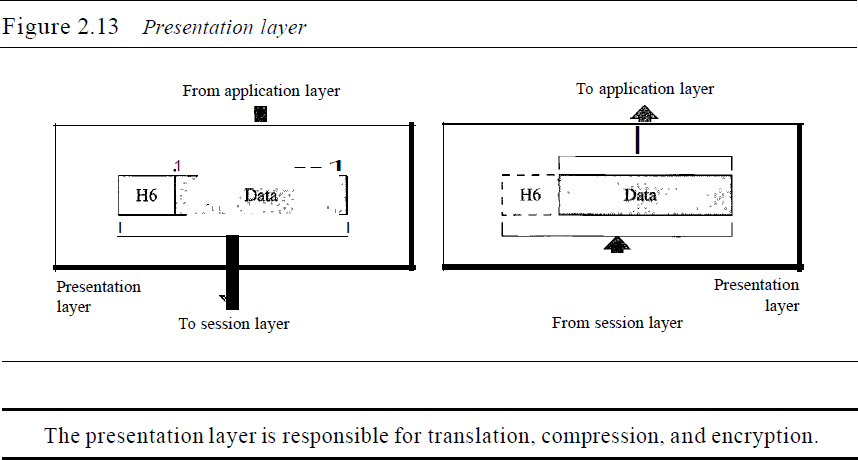 Figure 2.13 Presentation layer
From application layer
H6 Data
Presentation
layer
To session layer
To application layer
H6 Data
Presentation
layer
From session layer
The presentation layer is responsible for translation, compression, and encryption.